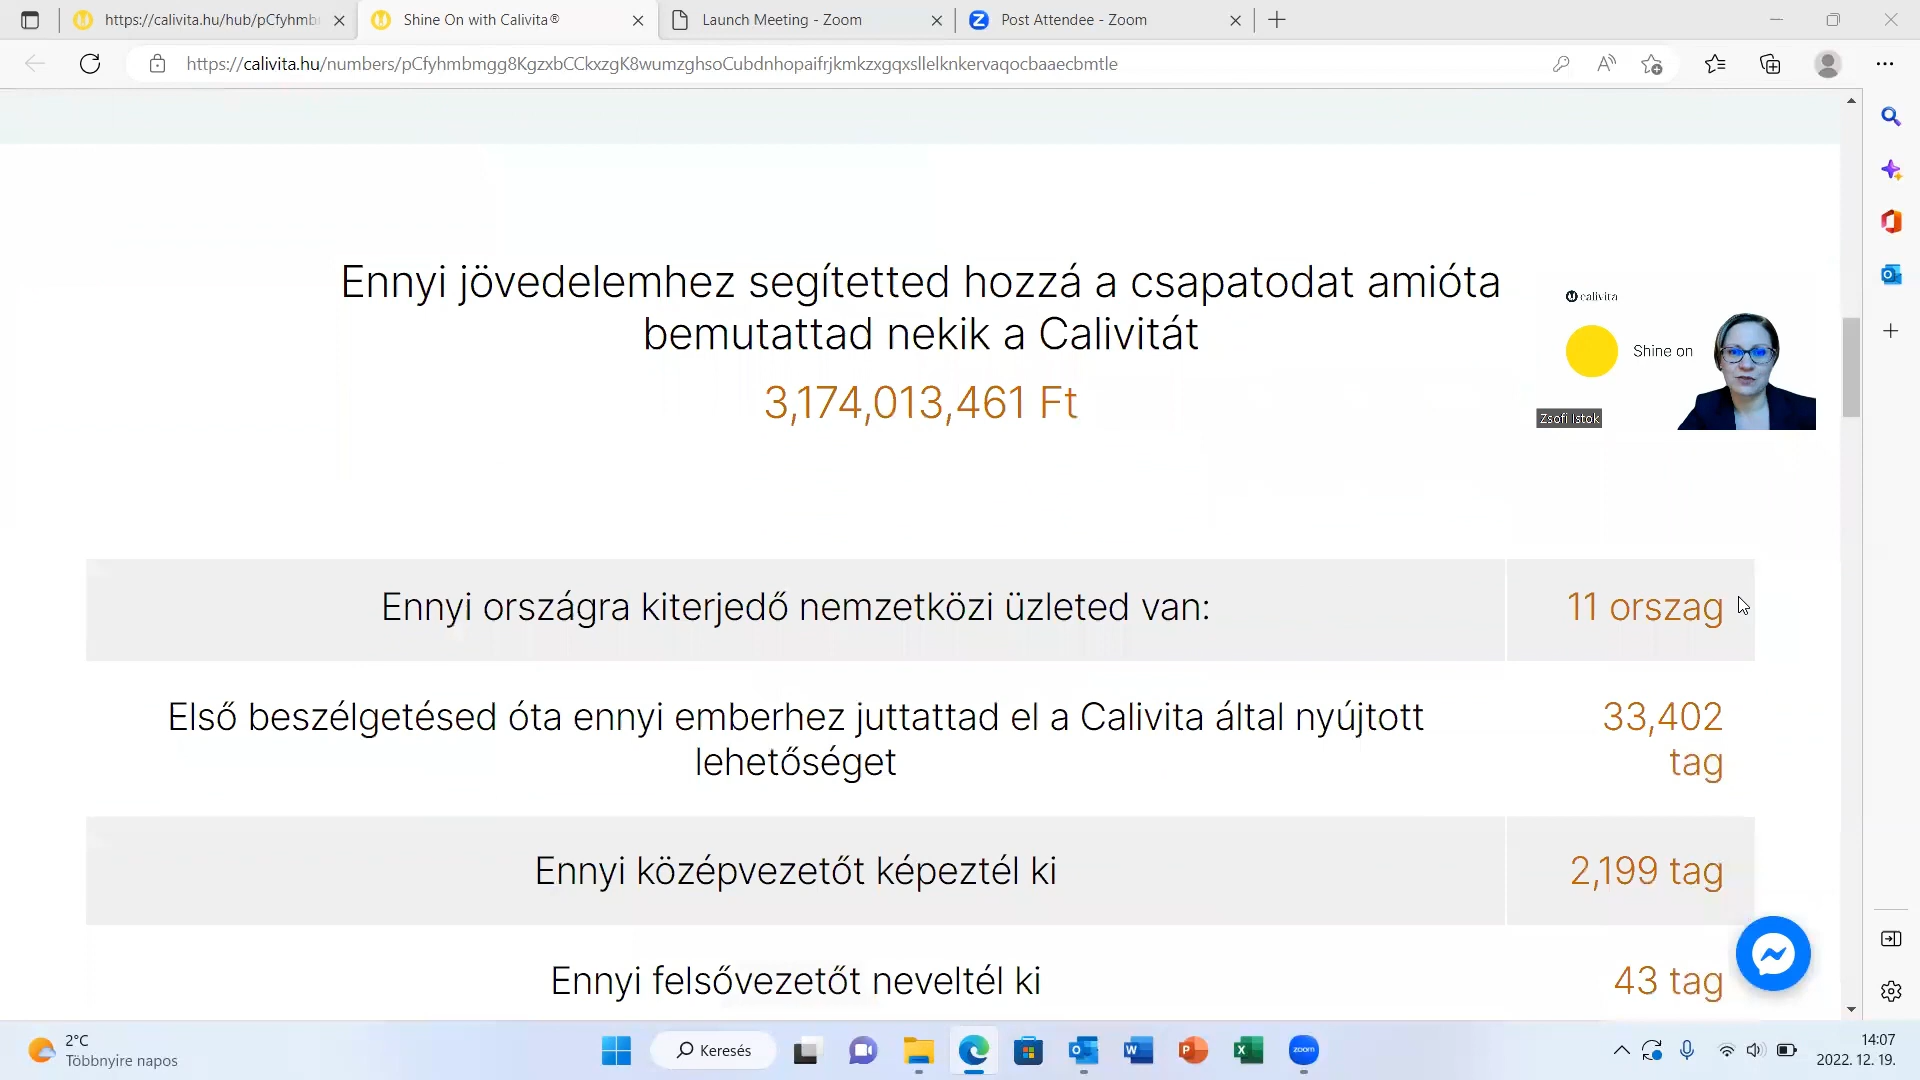 https://calivita.hu/hub/pCfyhmb
Shine On with Calivita®
Launch Meeting - Zoom
Post Attendee - Zoom
https://calivita.hu/numbers/pCfyhmbmgg8KgzxbCCkxzgK8wumzghsoCubdnhopaifrjkmkzxgqxsllelknkervaqocbaaecbmtle
Ennyi jövedelemhez segítetted hozzá a csapatodat amióta
bemutattad nekik a Calivitát
3,174,013,461 Ft
calivita
Shine on
Zsofi Istok
Ennyi országra kiterjedő nemzetközi üzleted van:
11 orszag
Első beszélgetésed óta ennyi emberhez juttattad el a Calivita által nyújtott
lehetőséget
33,402
tag
Ennyi középvezetőt képeztél ki
2,199 tag
Ennyi felsővezetőt neveltél ki
43 tag
2°C
Többnyire napos
Keresés
zoom
14:07
2022. 12. 19.